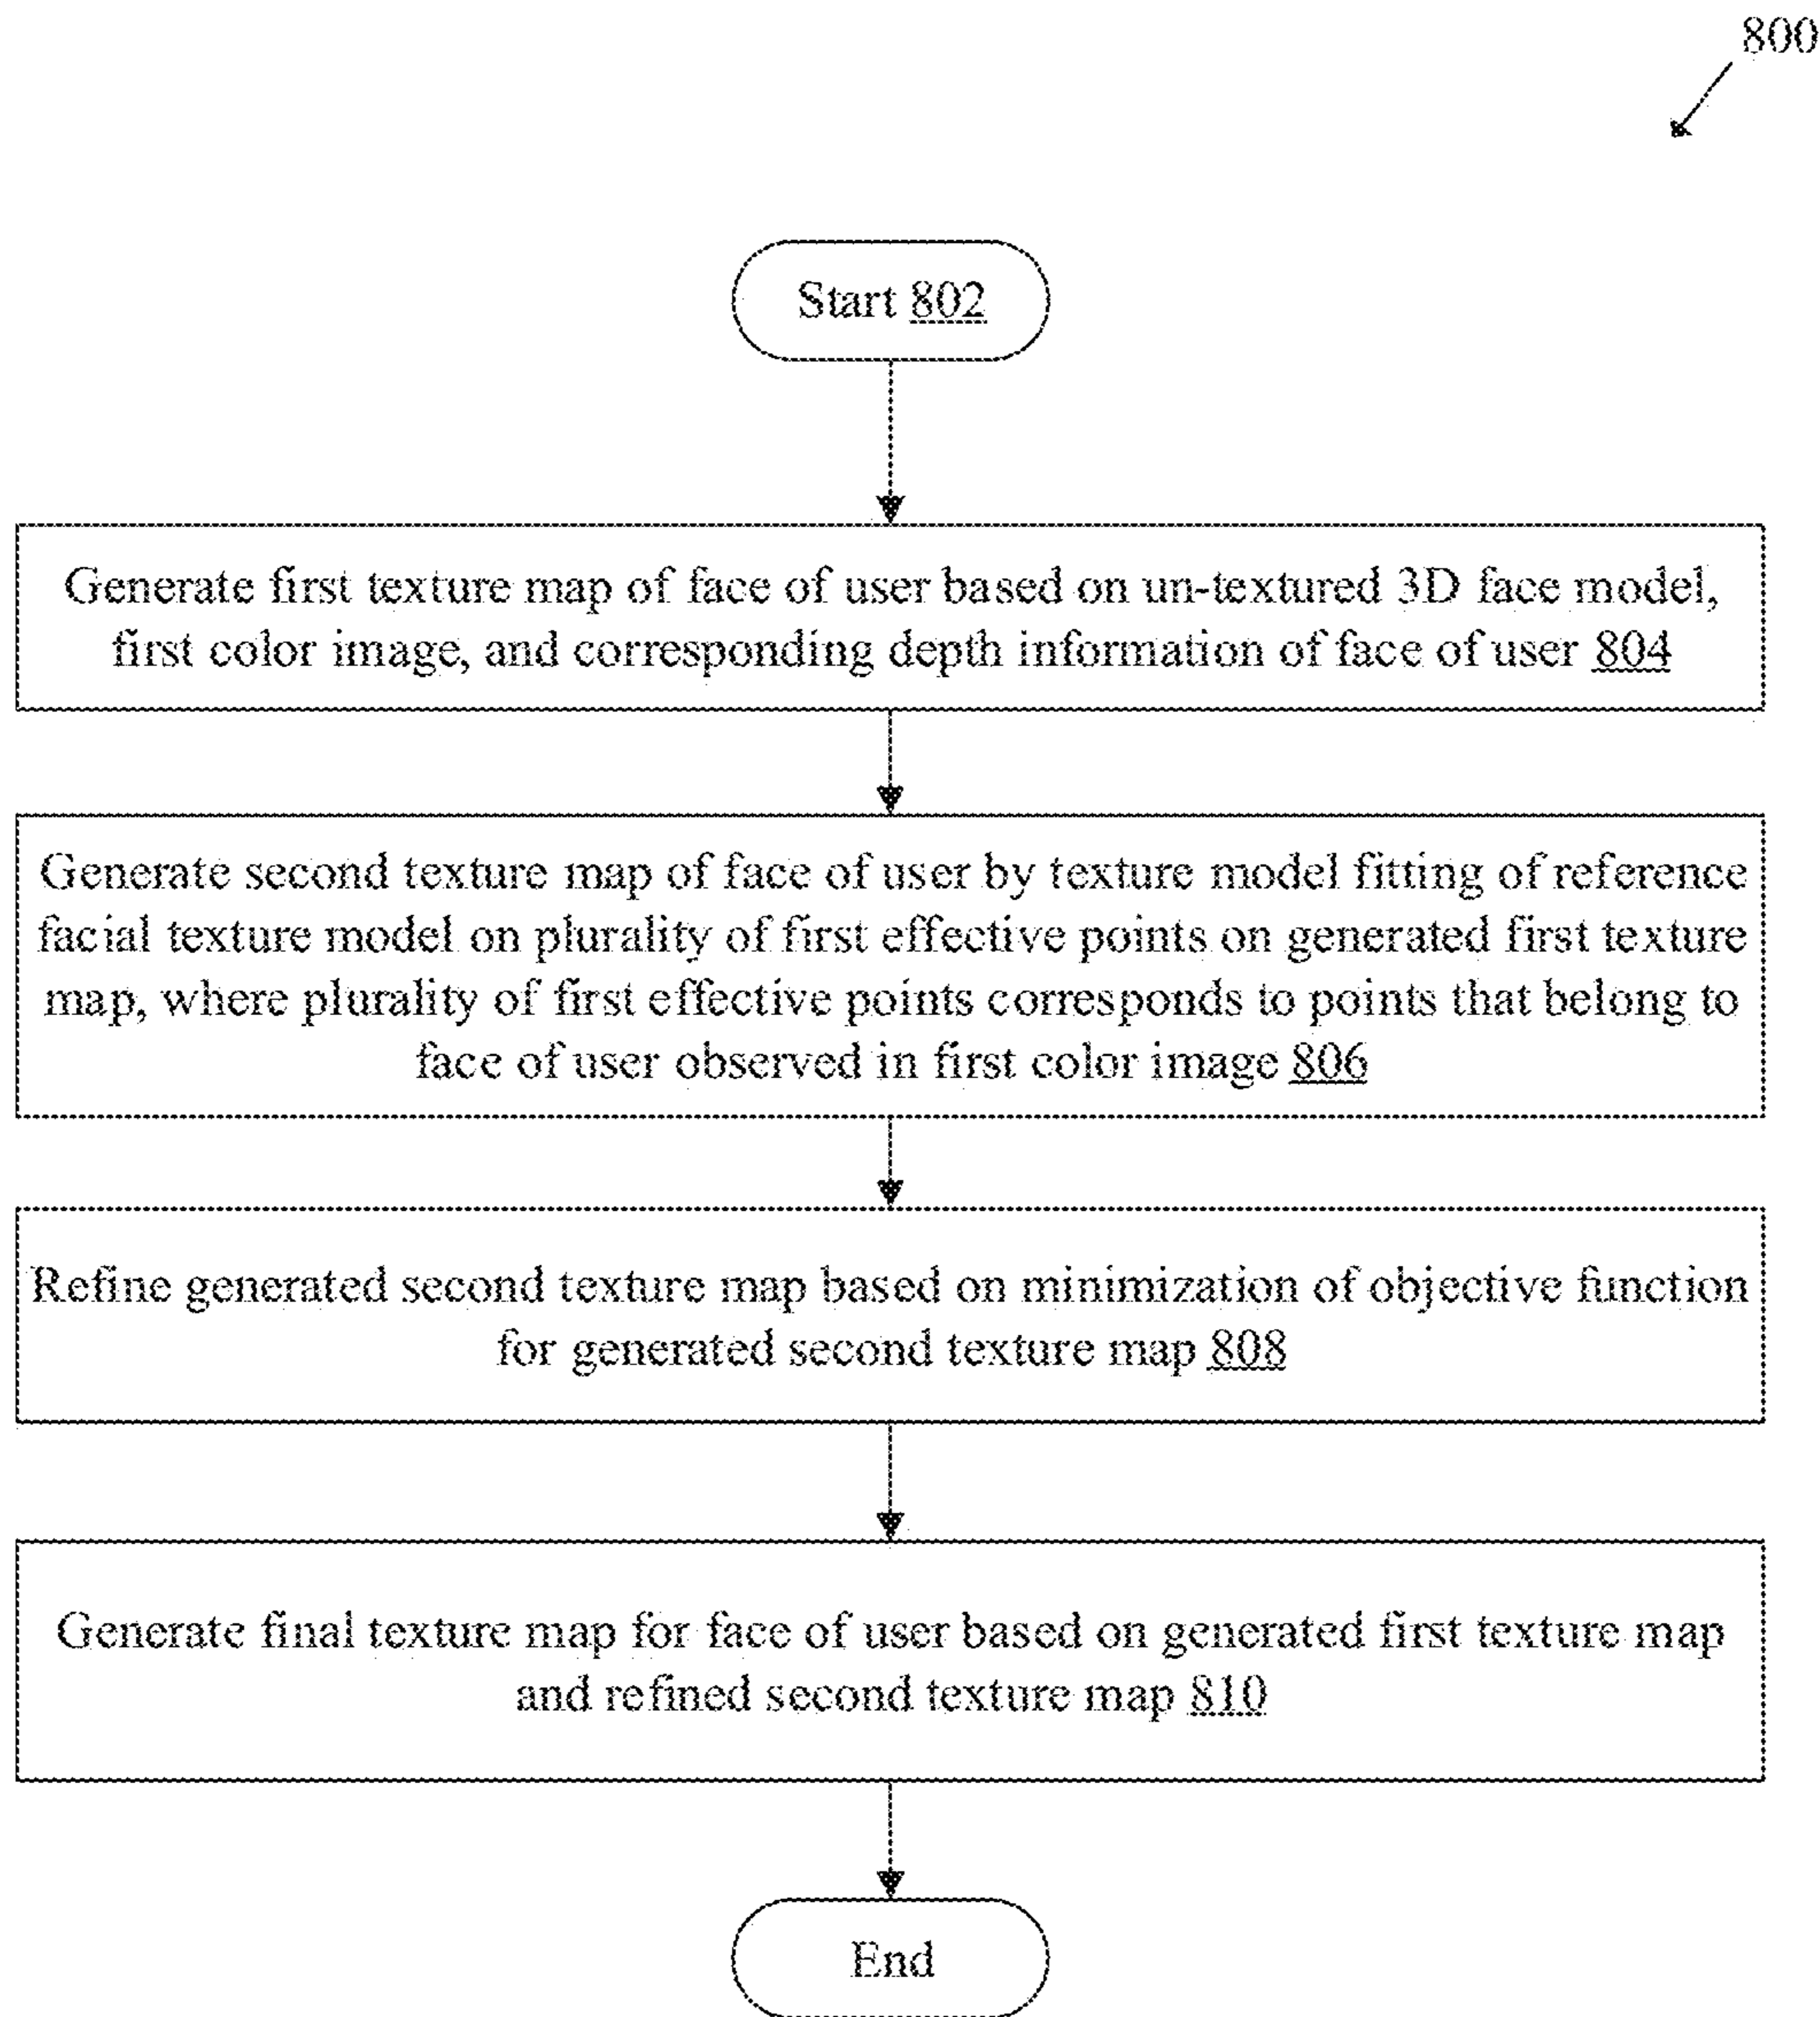 800
Start 802
Generate first texture map of face of user based on un-textured 3D face model,
first color image, and corresponding depth information of face of user 804
Generate second texture map of face of user by texture model fitting of reference
facial texture model on plurality of first effective points on generated first texture
map, where plurality of first effective points corresponds to points that belong to
face of user observed in first color image 806
Refine generated second texture map based on minimization of objective function
for generated second texture map 808
Generate final texture map for face of user based on generated first texture map
and refined second texture map 810
End